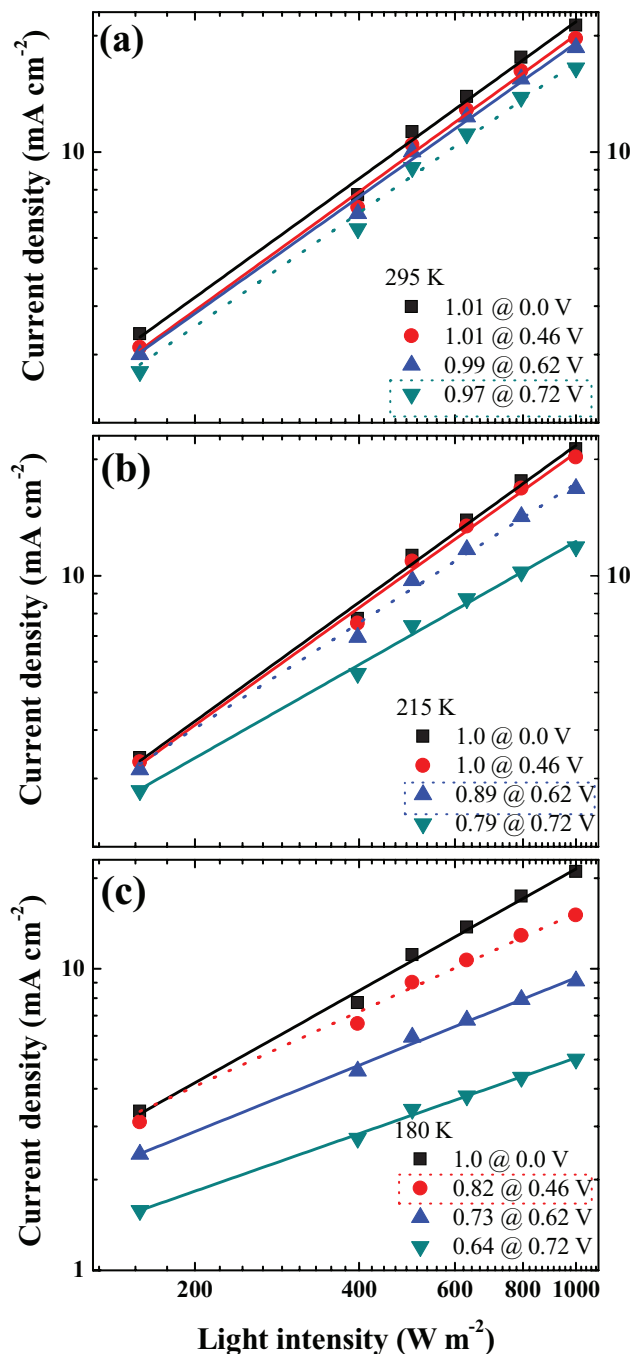 (a)
Current density (mA cm-2)
10
10
295 K
1.01 @ 0.0 V
1.01 @ 0.46 V
0.99 @ 0.62 V
0.97 @ 0.72 V
(b)
Current density (mA cm-2)
10
10
215 K
1.0 @ 0.0 V
1.0 @ 0.46 V
0.89 @ 0.62 V
0.79 @ 0.72 V
(c)
Current density (mA cm-2)
10
1
180 K
1.0 @ 0.0 V
0.82 @ 0.46 V
0.73 @ 0.62 V
0.64 @ 0.72 V
200 400 600 800 1000
Light intensity (W m-2)